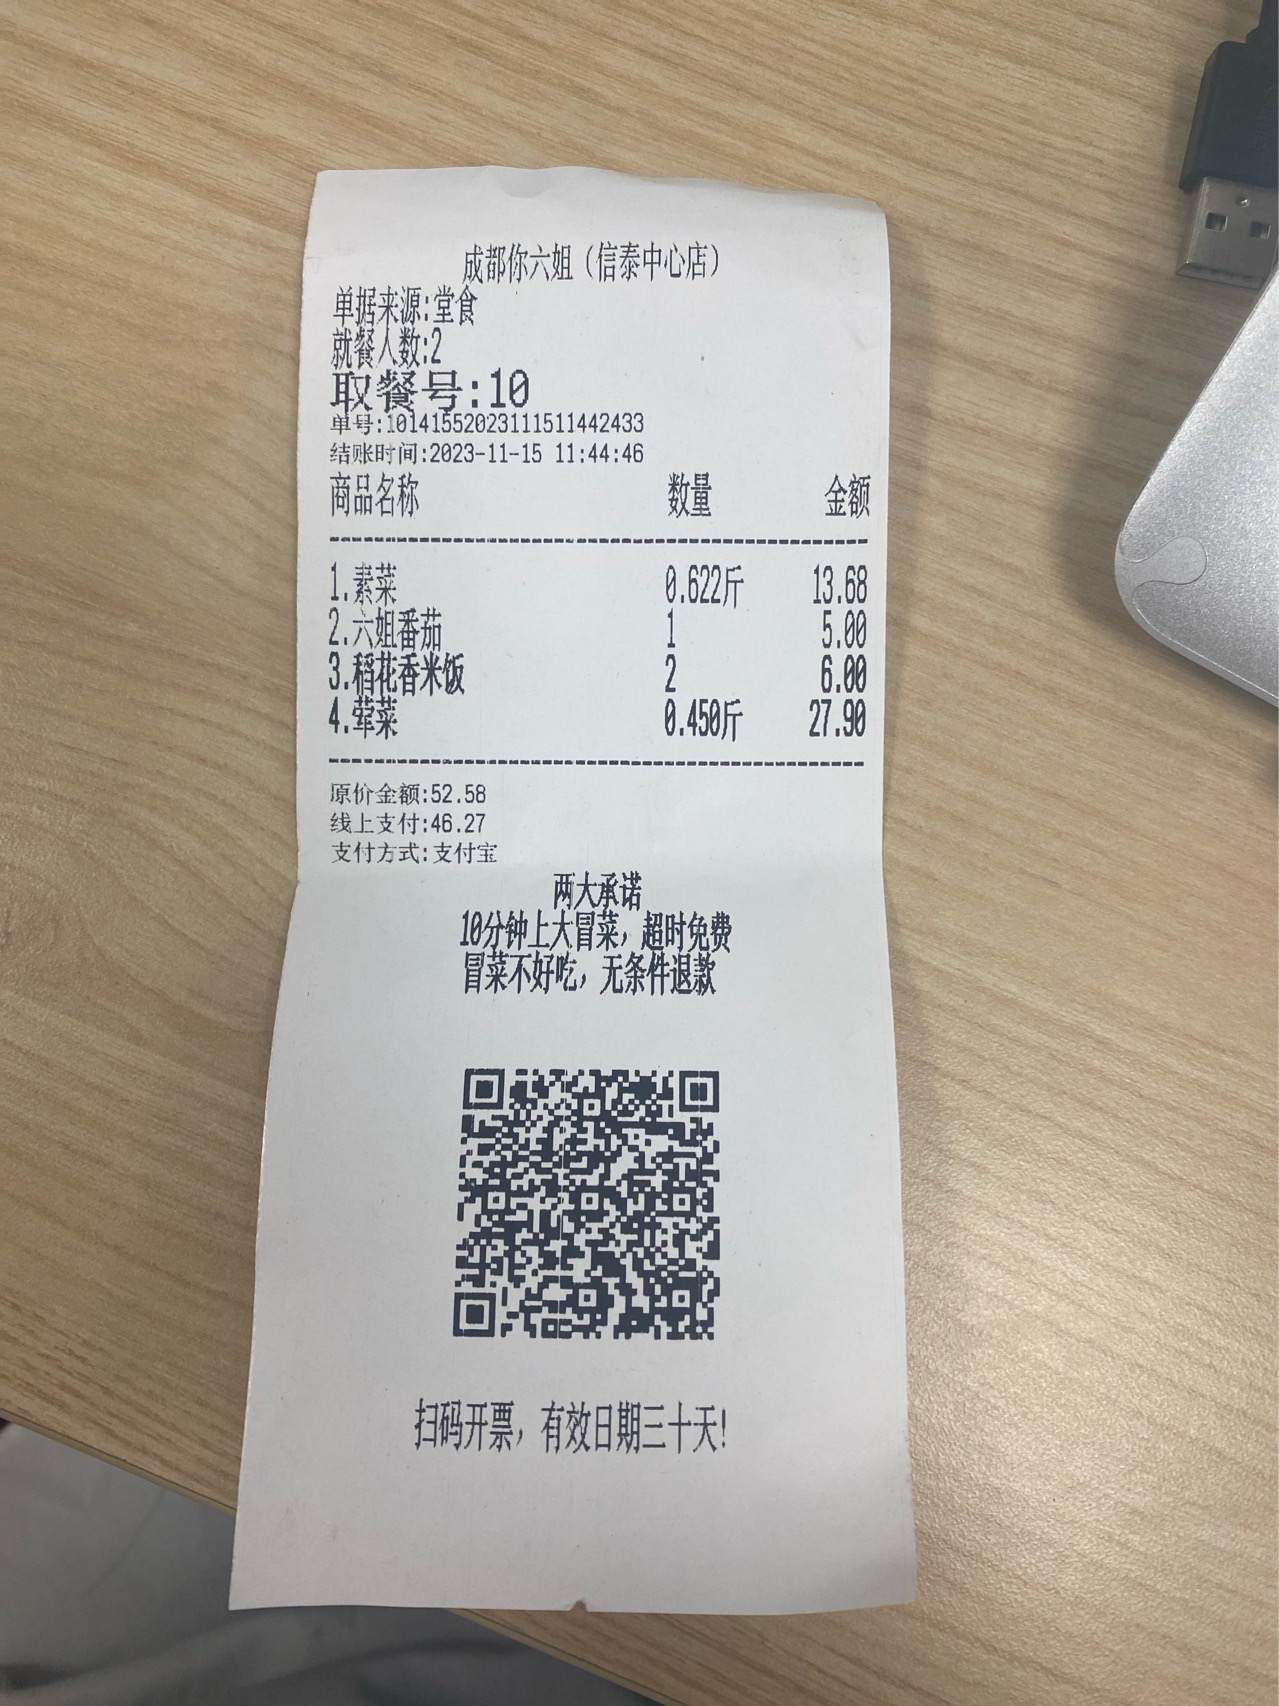 成都你六姐（信泰中心店）
单据来源:堂食
就餐人数:2
取餐号:10
单号:10141552023111511442433
结账时间:2023-11-15 11:44:46
商品名称 数量 金额
1.素菜 0.622斤 13.68
2.六姐番茄 1 5.00
3.稻花香米饭 2 6.00
4.荤菜 0.450斤 27.90
原价金额:52.58
线上支付:46.27
支付方式:支付宝
两大承诺
10分钟上大冒菜，超时免费
冒菜不好吃，无条件退款
扫码开票，有效日期三十天!